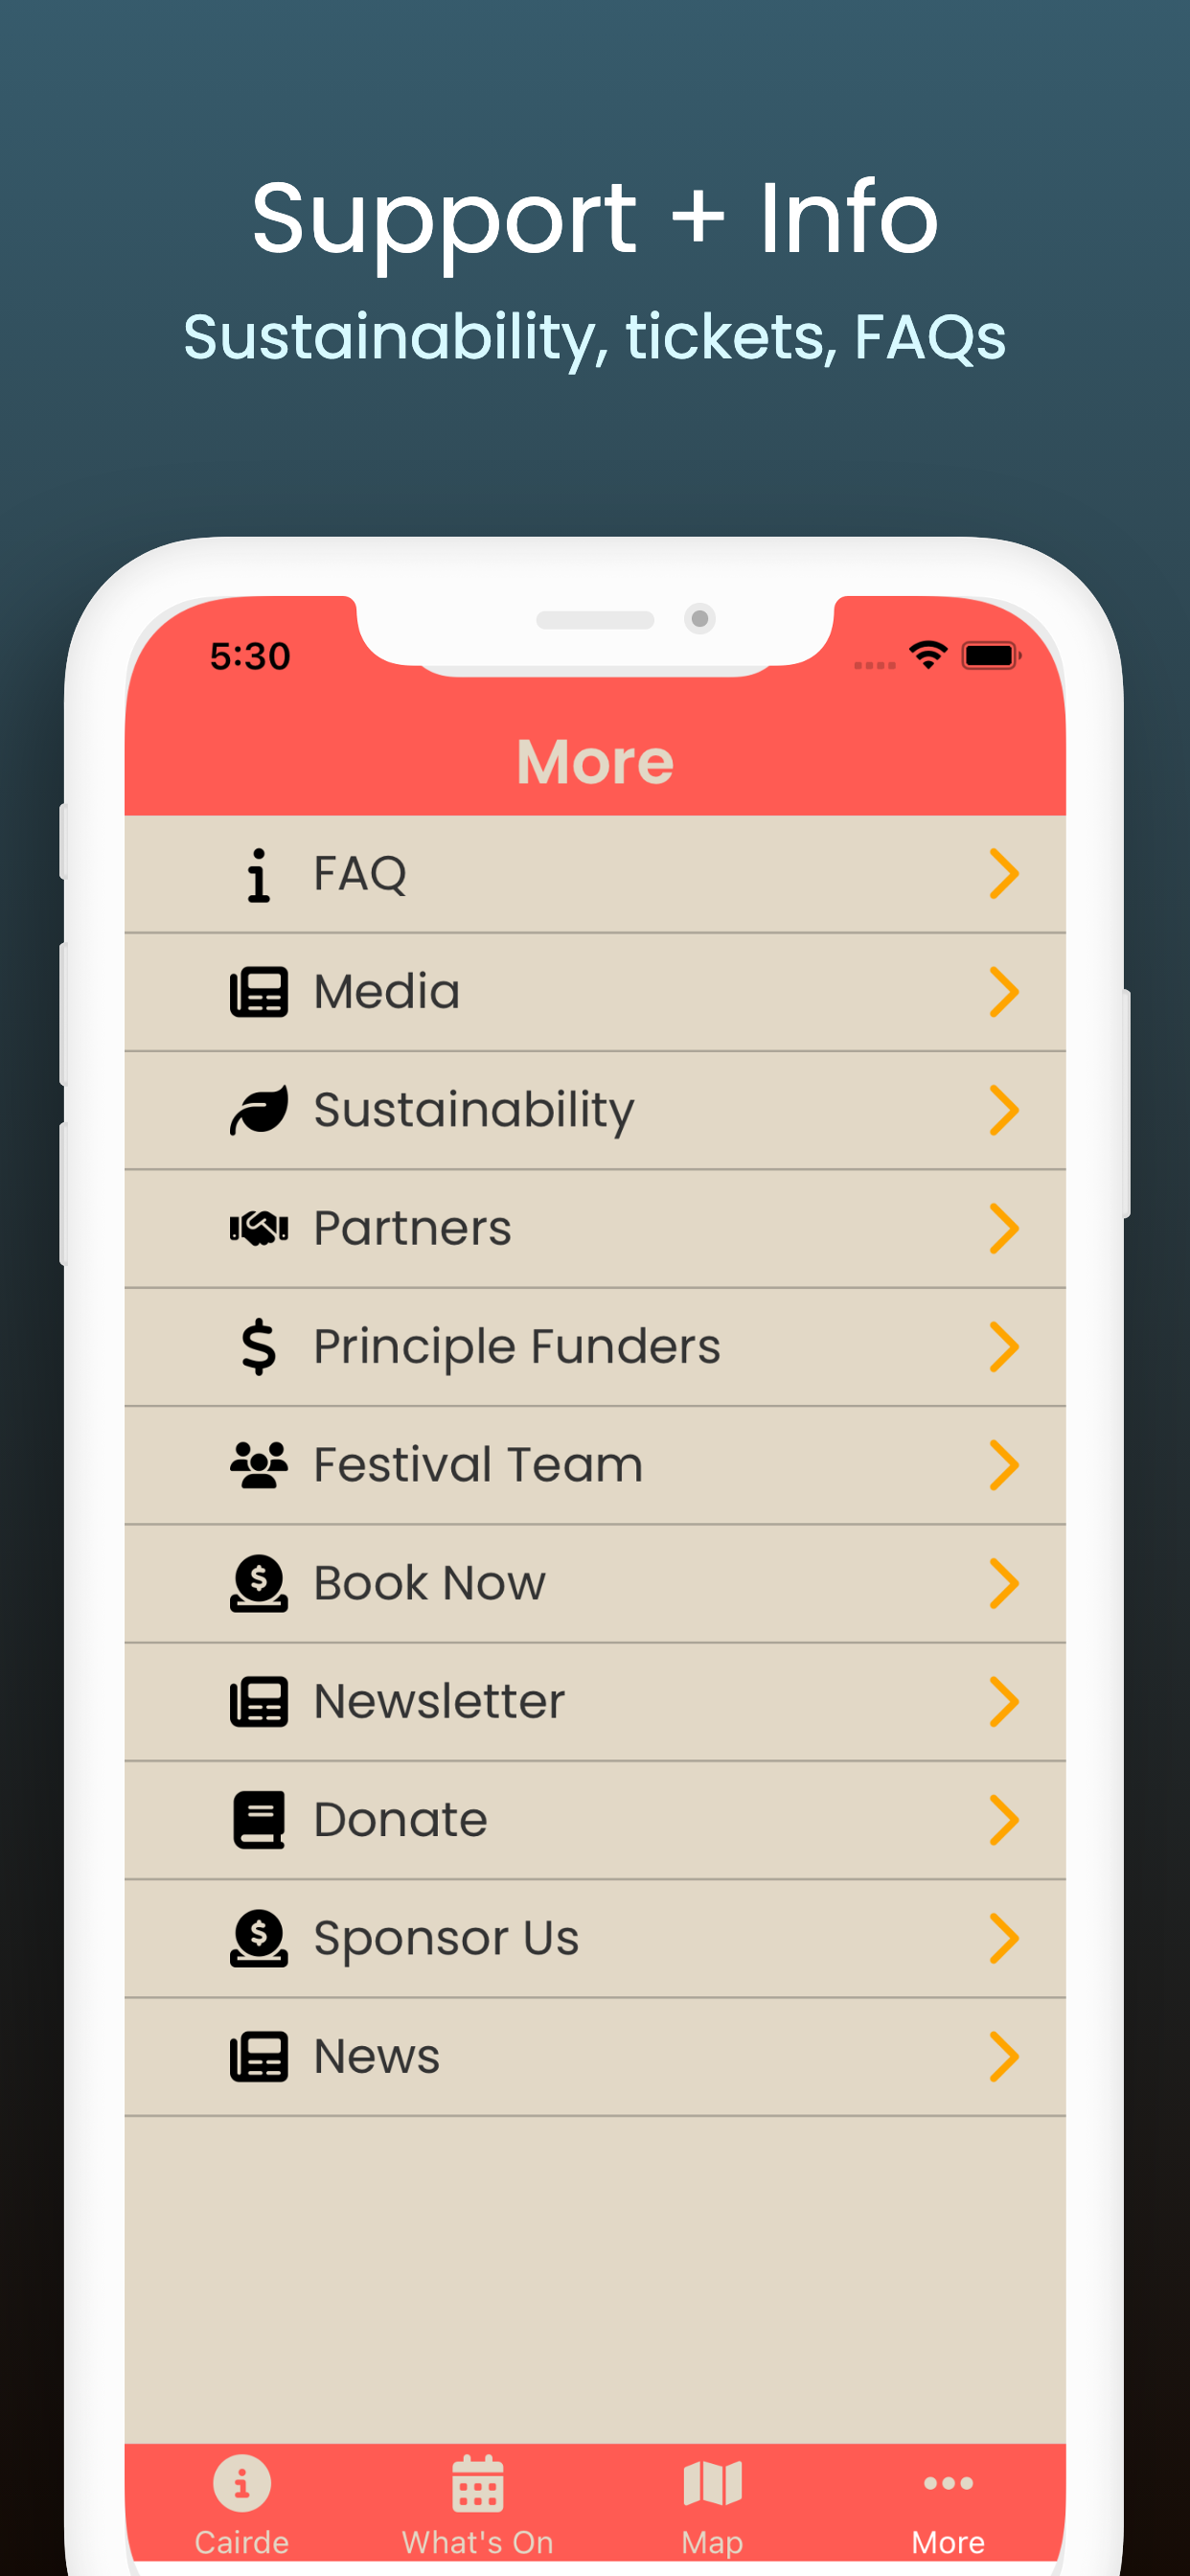 Support + Info
Sustainability, tickets, FAQs
5:30
More
FAQ
Media
Sustainability
Partners
Principle Funders
Festival Team
Book Now
Newsletter
Donate
Sponsor Us
News
Cairde
What's On
Map
More